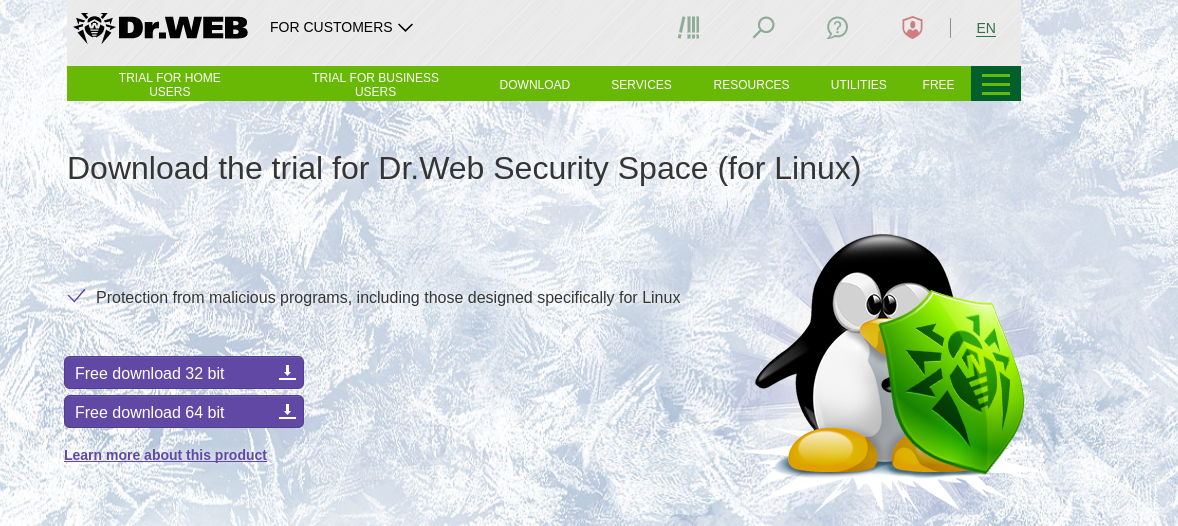 Dr.WEB
FOR CUSTOMERS
EN
TRIAL FOR HOME
USERS
TRIAL FOR BUSINESS
USERS
DOWNLOAD
SERVICES
RESOURCES
UTILITIES
FREE
Download the trial for Dr.Web Security Space (for Linux)
Protection from malicious programs, including those designed specifically for Linux
Free download 32 bit
Free download 64 bit
Learn more about this product